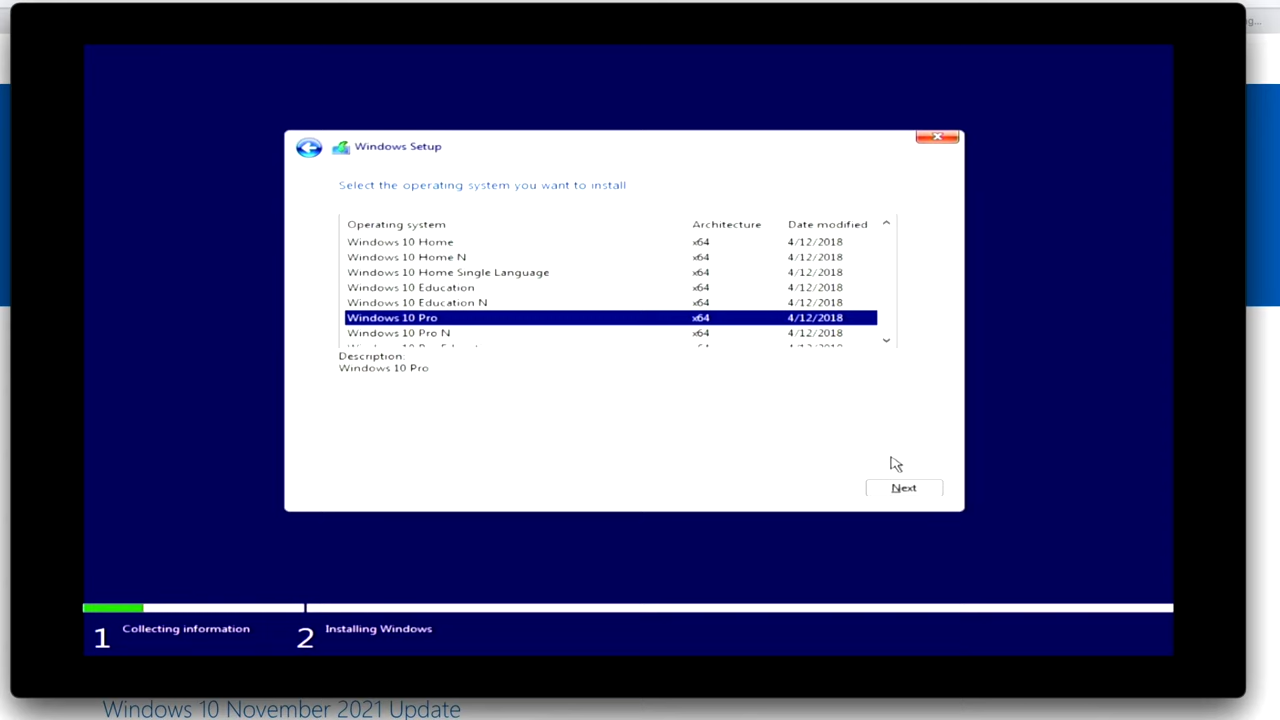 Windows Setup
Select the operating system you want to install
Operating system Architecture Date modified
Windows 10 Home x64 4/12/2018
Windows 10 Home N x64 4/12/2018
Windows 10 Home Single Language x64 4/12/2018
Windows 10 Education x64 4/12/2018
Windows 10 Education N x64 4/12/2018
Windows 10 Pro x64 4/12/2018
Windows 10 Pro N x64 4/12/2018
Description:
Windows 10 Pro
Next
1 Collecting information 2 Installing Windows
Windows 10 November 2021 Update